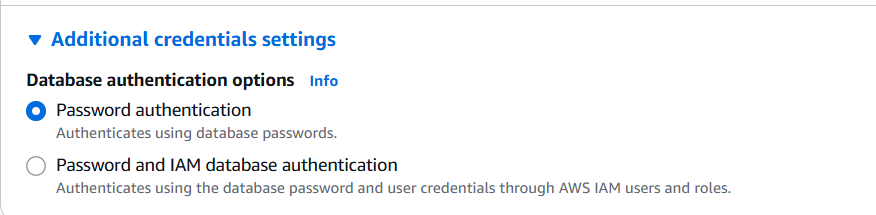 Additional credentials settings
Database authentication options Info
Password authentication
Authenticates using database passwords.
Password and IAM database authentication
Authenticates using the database password and user credentials through AWS IAM users and roles.